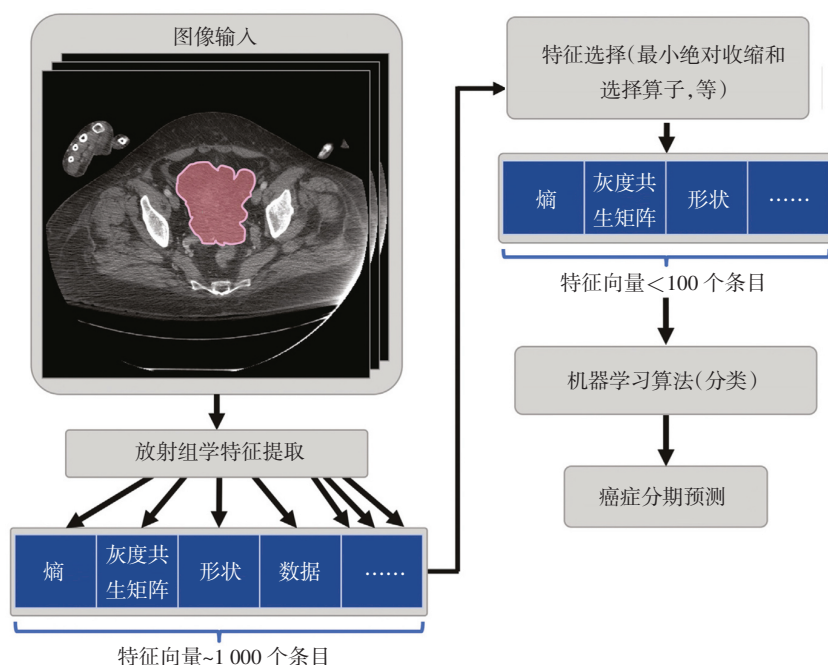 图像输入
放射组学特征提取
熵
灰度共
生矩阵
形状
数据
……
特征向量~1 000 个条目
特征选择(最小绝对收缩和
选择算子,等)
熵
灰度共
生矩阵
形状
……
特征向量<100 个条目
机器学习算法(分类)
癌症分期预测